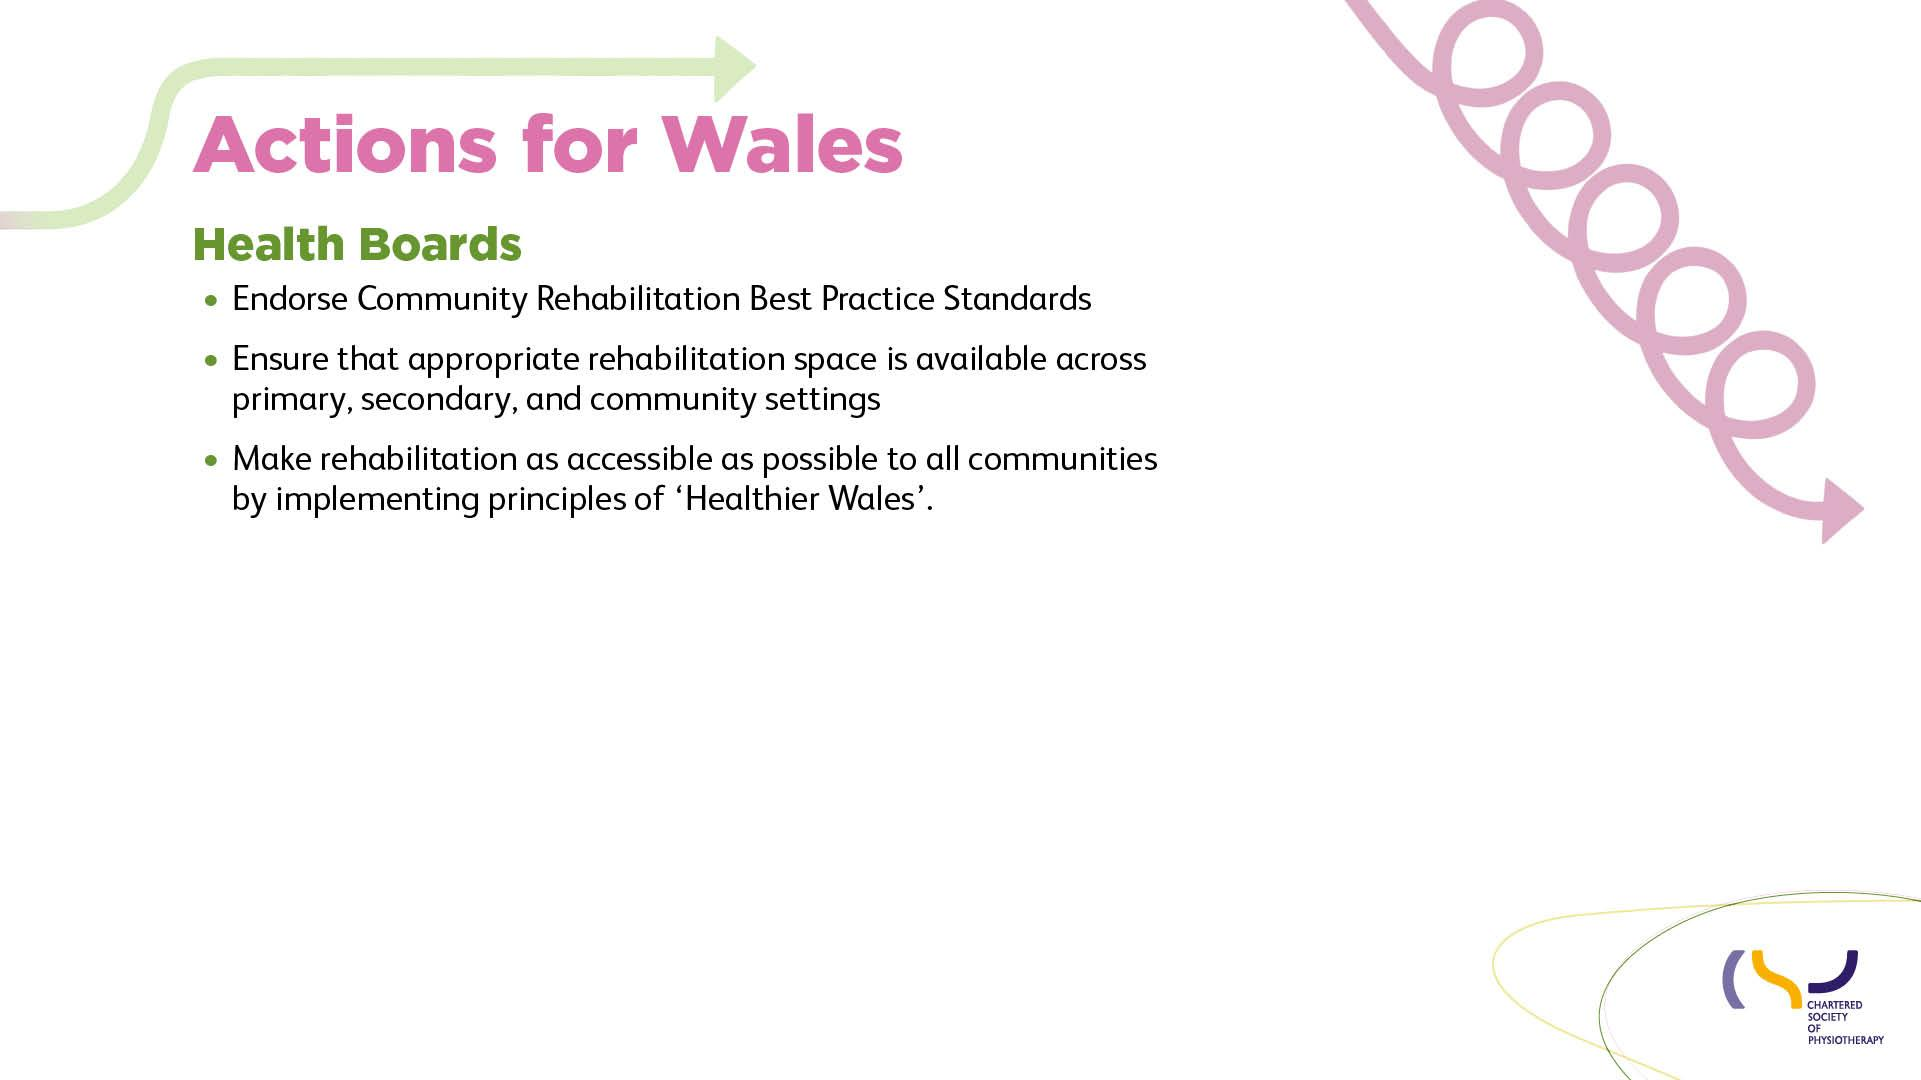 Actions for Wales
Health Boards
• Endorse Community Rehabilitation Best Practice Standards
• Ensure that appropriate rehabilitation space is available across
primary, secondary, and community settings
• Make rehabilitation as accessible as possible to all communities
by implementing principles of ‘Healthier Wales’.
CHARTERED
SOCIETY
OF
PHYSIOTHERAPY